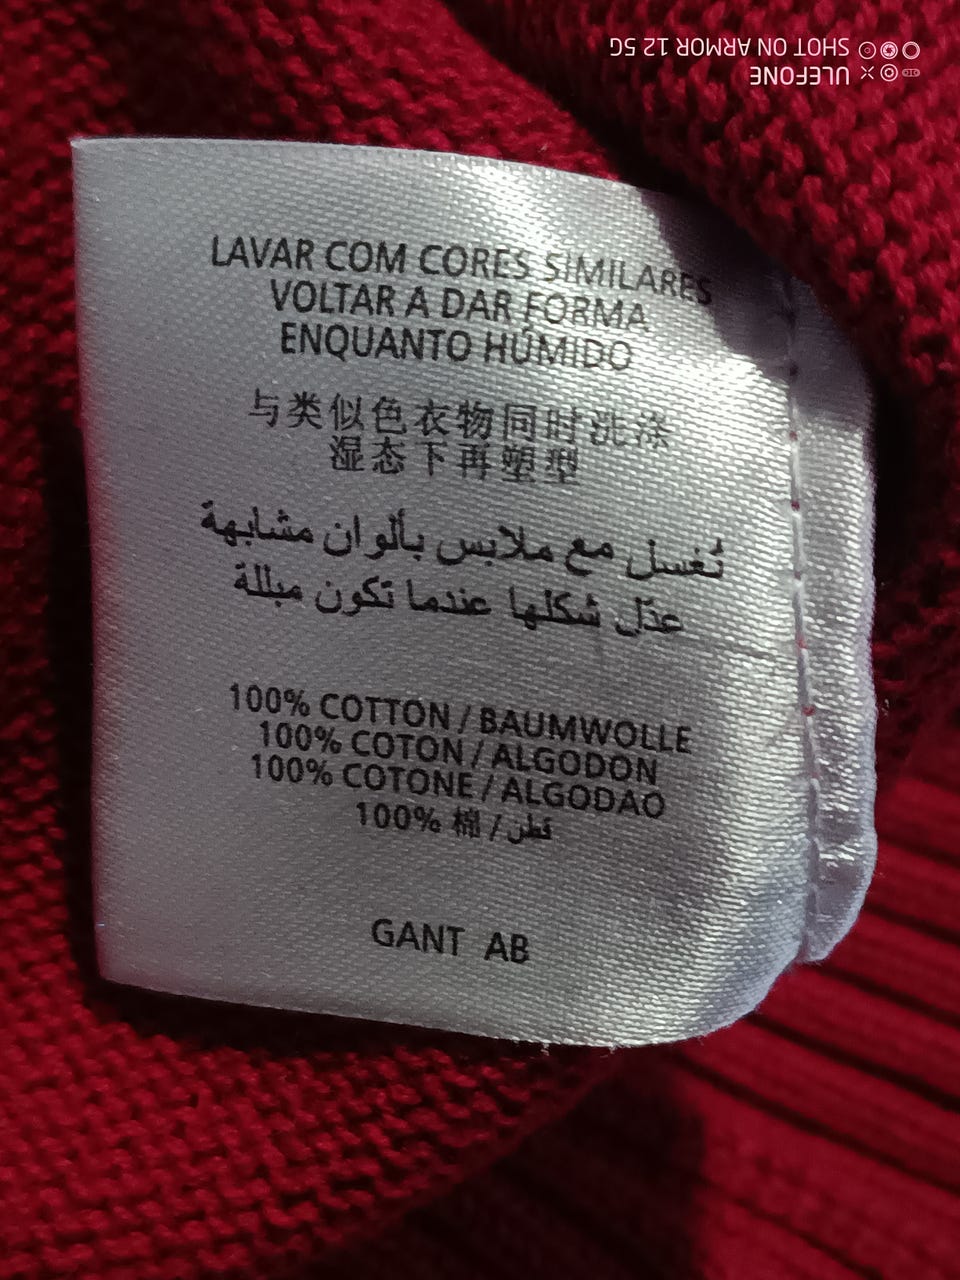 SHOT ON ARMOR 12 5G
ULEFONE
LAVAR COM CORES SIMILARES
VOLTAR A DAR FORMA
ENQUANTO HÚMIDO
与类似色衣物同时洗涤
湿态下再塑型
تُغسل مع ملابس بألوان مشابهة
عدّل شكلها عندما تكون مبللة
100% COTTON / BAUMWOLLE
100% COTON / ALGODON
100% COTONE / ALGODAO
100% 棉 / قطن
GANT AB